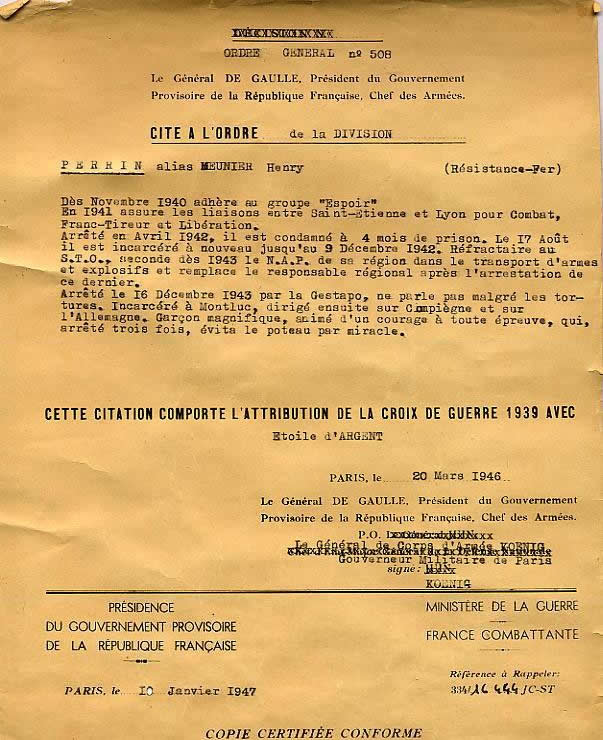 DÉCISION N°
ORDRE GENERAL nº 508
Le Général DE GAULLE, Président du Gouvernement
Provisoire de la République Française, Chef des Armées.
CITE A L'ORDRE de la DIVISION
PERRIN alias MEUNIER Henry (Résistance-Fer)
Dès Novembre 1940 adhère au groupe "Espoir"
En 1941 assure les liaisons entre Saint-Etienne et Lyon pour Combat,
Franc-Tireur et Libération.
Arrêté en Avril 1942, il est condamné à 4 mois de prison. Le 17 Août
il est incarcéré à nouveau jusqu'au 9 Décembre 1942. Réfractaire au
S.T.O., seconde dès 1943 le N.A.P. de sa région dans le transport d'armes
et explosifs et remplace le responsable régional après l'arrestation de
ce dernier.
Arrêté le 16 Décembre 1943 par la Gestapo, ne parle pas malgré les tor-
tures. Incarcéré à Montluc, dirigé ensuite sur Compiègne et sur
l'Allemagne. Garçon magnifique, animé d'un courage à toute épreuve, qui,
arrêté trois fois, évita le poteau par miracle.
CETTE CITATION COMPORTE L'ATTRIBUTION DE LA CROIX DE GUERRE 1939 AVEC
Etoile d'ARGENT
PARIS, le 20 Mars 1946
Le Général DE GAULLE, Président du Gouvernement
Provisoire de la République Française, Chef des Armées.
P.O.
Le Général de Corps d'Armée KOENIG
Gouverneur Militaire de Paris
signé:
KOENIG
PRÉSIDENCE
DU GOUVERNEMENT PROVISOIRE
DE LA RÉPUBLIQUE FRANÇAISE
MINISTÈRE DE LA GUERRE
FRANCE COMBATTANTE
PARIS, le 10 Janvier 1947
Référence à Rappeler:
334/16 444 JC-ST
COPIE CERTIFIÉE CONFORME